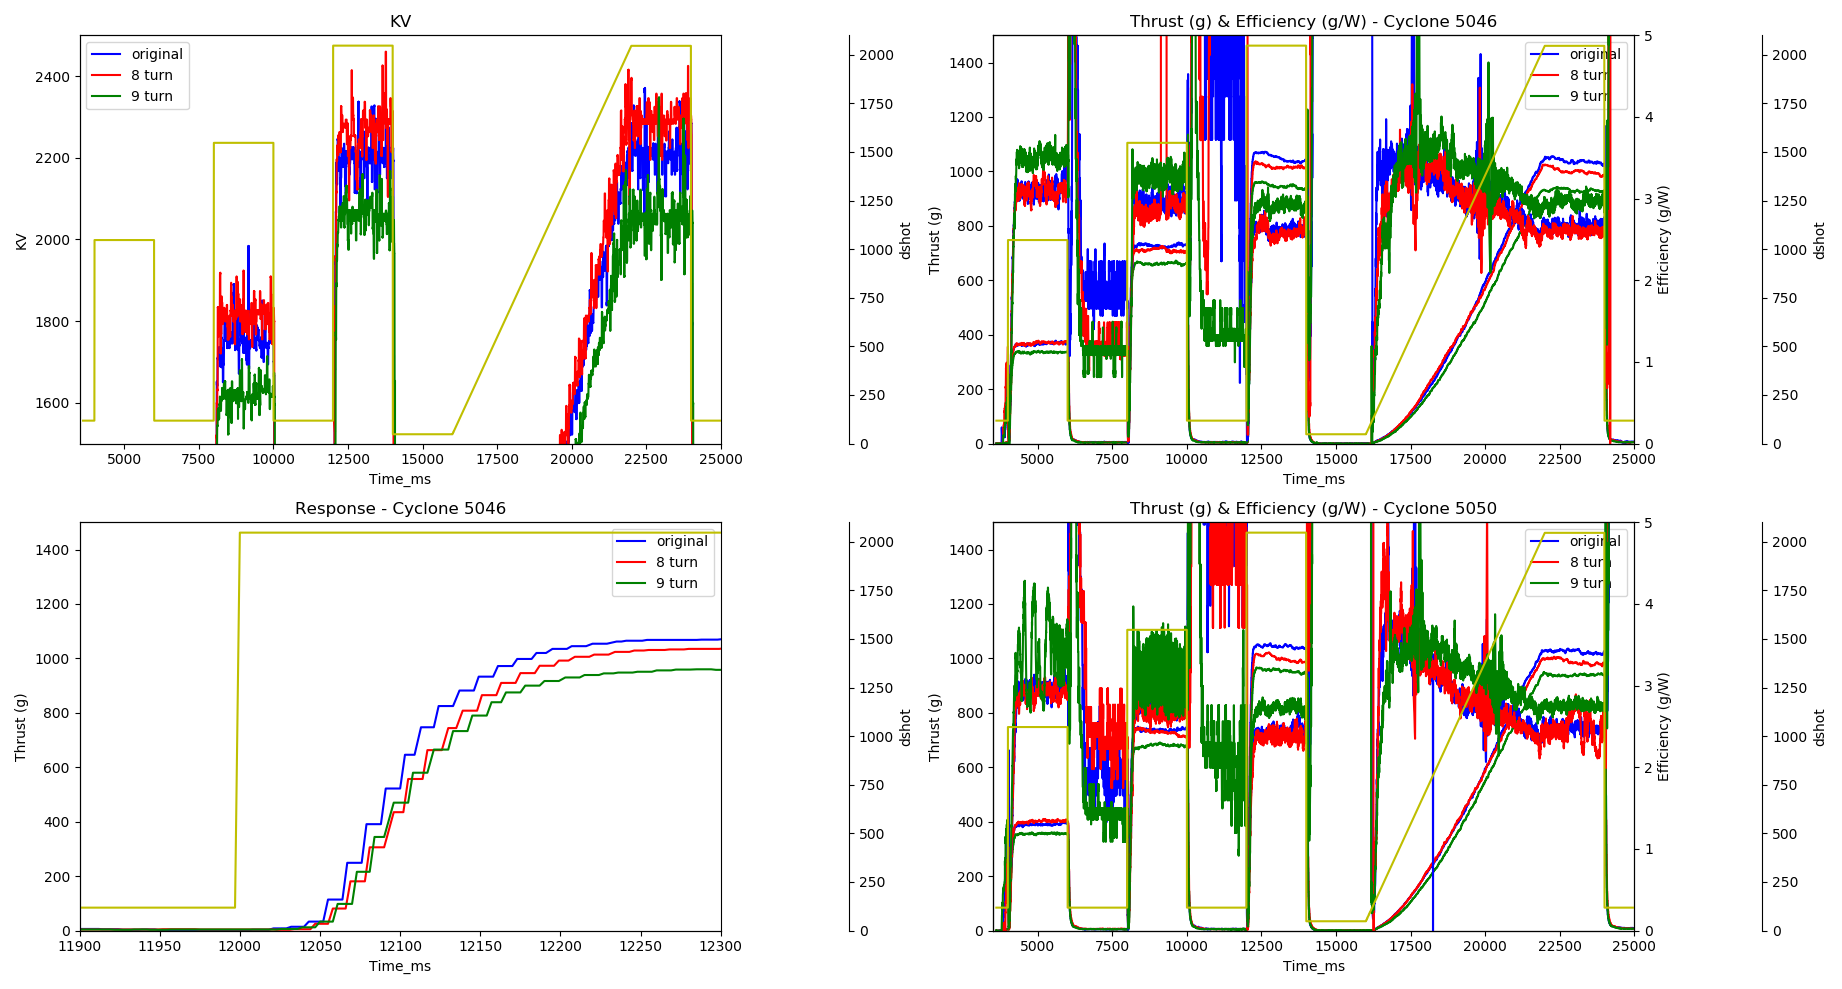 KV
original
8 turn
9 turn
2400
2200
2000
1800
1600
KV
5000 7500 10000 12500 15000 17500 20000 22500 25000
Time_ms
2000
1750
1500
1250
1000
750
500
250
0
dshot
Thrust (g) & Efficiency (g/W) - Cyclone 5046
original
8 turn
9 turn
1400
1200
1000
800
600
400
200
0
Thrust (g)
5000 7500 10000 12500 15000 17500 20000 22500 25000
Time_ms
5
4
3
2
1
0
Efficiency (g/W)
2000
1750
1500
1250
1000
750
500
250
0
dshot
Response - Cyclone 5046
original
8 turn
9 turn
1400
1200
1000
800
600
400
200
0
Thrust (g)
11900 11950 12000 12050 12100 12150 12200 12250 12300
Time_ms
2000
1750
1500
1250
1000
750
500
250
0
dshot
Thrust (g) & Efficiency (g/W) - Cyclone 5050
original
8 turn
9 turn
1400
1200
1000
800
600
400
200
0
Thrust (g)
5000 7500 10000 12500 15000 17500 20000 22500 25000
Time_ms
5
4
3
2
1
0
Efficiency (g/W)
2000
1750
1500
1250
1000
750
500
250
0
dshot